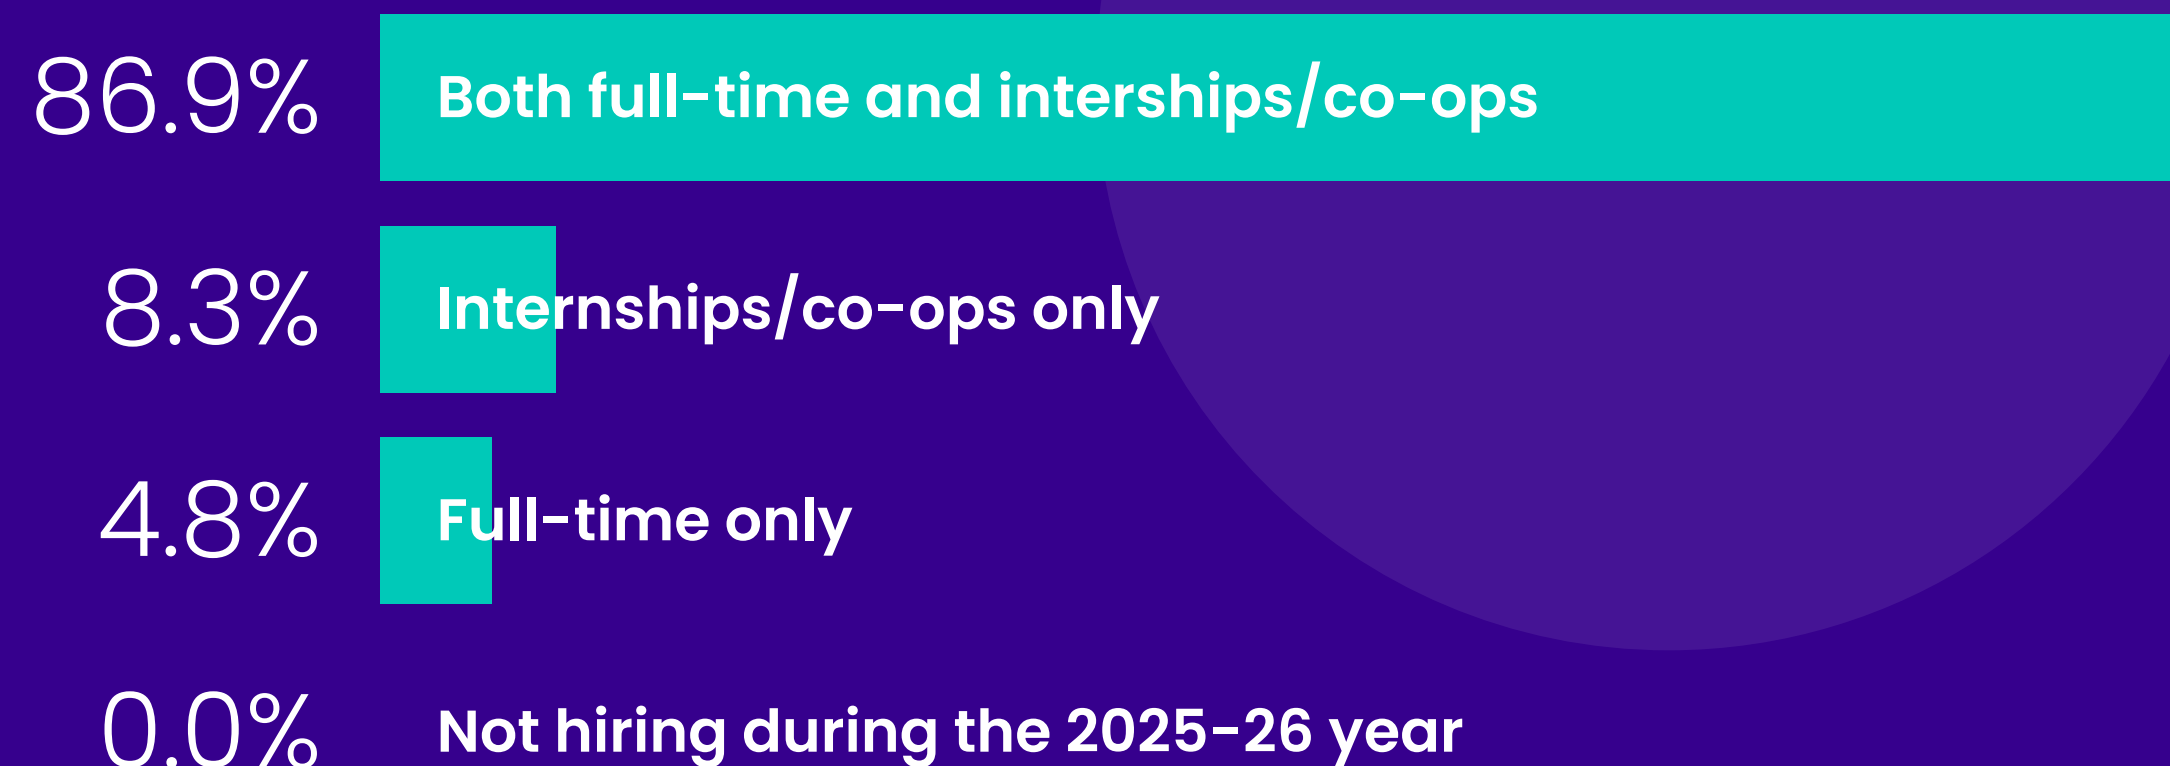 86.9% Both full-time and interships/co-ops
8.3% Internships/co-ops only
4.8% Full-time only
0.0% Not hiring during the 2025-26 year